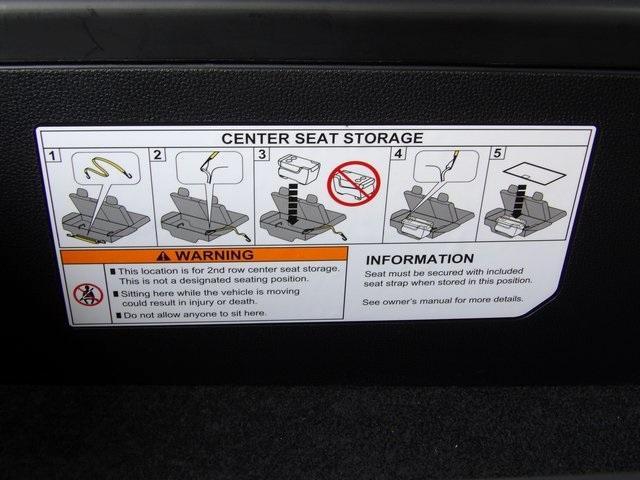 CENTER SEAT STORAGE
1 2 3 4 5
WARNING
This location is for 2nd row center seat storage.
This is not a designated seating position.
Sitting here while the vehicle is moving
could result in injury or death.
Do not allow anyone to sit here.
INFORMATION
Seat must be secured with included
seat strap when stored in this position.
See owner's manual for more details.